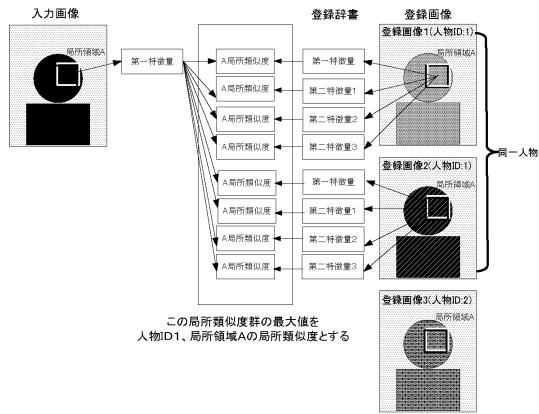 入力画像
登録辞書
登録画像
局所領域A
第一特徴量
A局所類似度
A局所類似度
A局所類似度
A局所類似度
A局所類似度
A局所類似度
A局所類似度
A局所類似度
第一特徴量
第二特徴量1
第二特徴量2
第二特徴量3
第一特徴量
第二特徴量1
第二特徴量2
第二特徴量3
登録画像1(人物ID:1)
局所領域A
登録画像2(人物ID:1)
局所領域A
同一人物
登録画像3(人物ID:2)
局所領域A
この局所類似度群の最大値を
人物ID1、局所領域Aの局所類似度とする